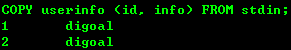 COPY userinfo (id, info) FROM stdin;
1	digoal
2	digoal